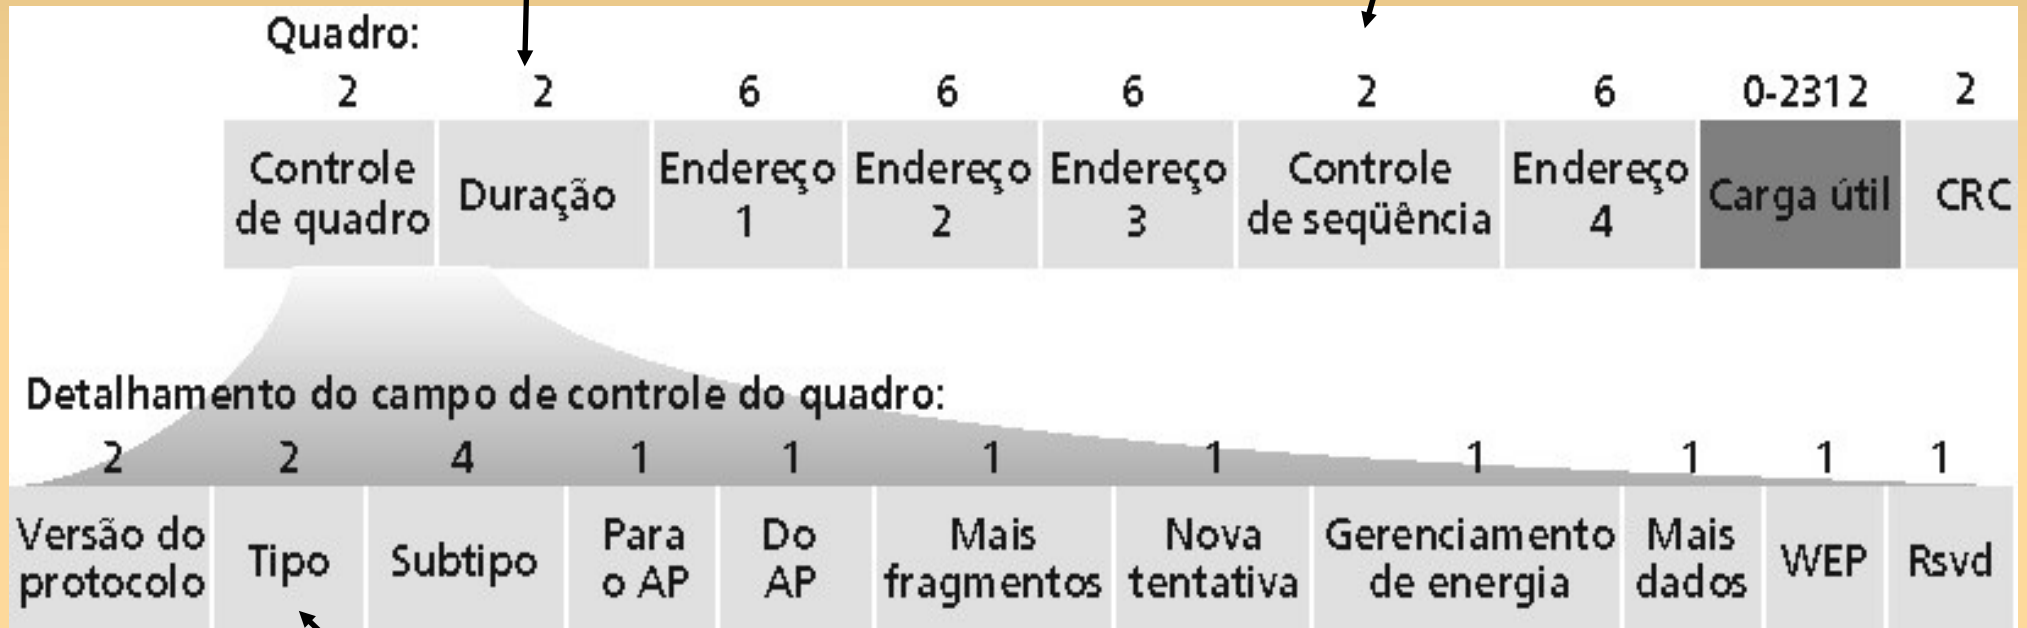 Quadro:
2 2 6 6 6 2 6 0-2312 2
Controle de quadro
Duração
Endereço 1
Endereço 2
Endereço 3
Controle de seqüência
Endereço 4
Carga útil
CRC
Detalhamento do campo de controle do quadro:
2 2 4 1 1 1 1 1 1 1 1
Versão do protocolo
Tipo
Subtipo
Para o AP
Do AP
Mais fragmentos
Nova tentativa
Gerenciamento de energia
Mais dados
WEP
Rsvd